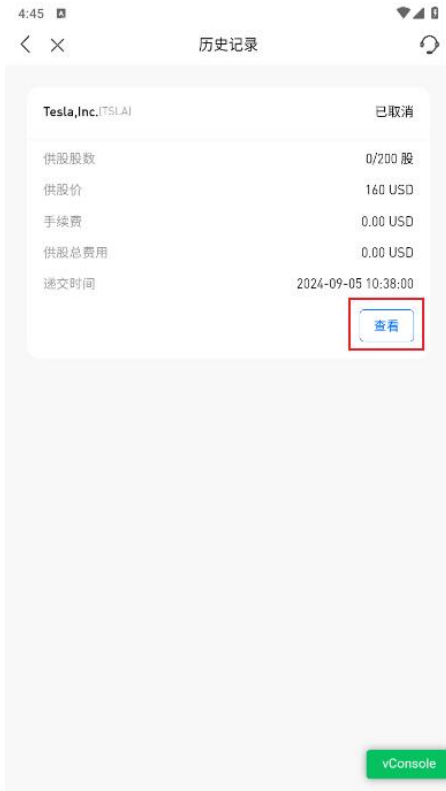 4:45
历史记录
Tesla,Inc.(TSLA) 已取消
供股股数 0/200 股
供股价 160 USD
手续费 0.00 USD
供股总费用 0.00 USD
递交时间 2024-09-05 10:38:00
查看
vConsole